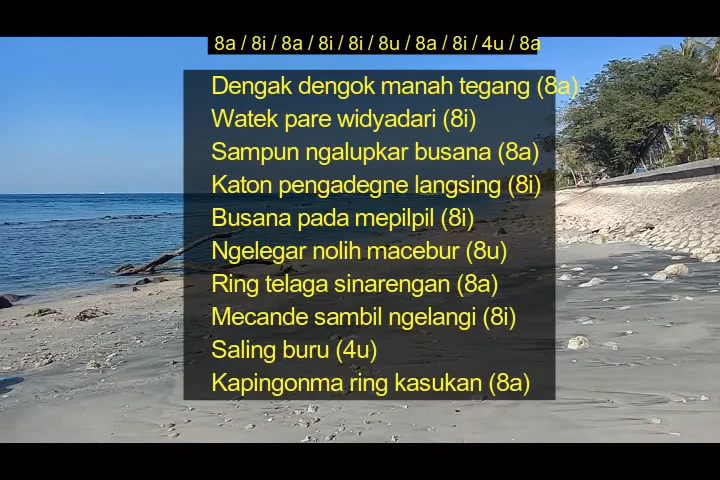 8a / 8i / 8a / 8i / 8i / 8u / 8a / 8i / 4u / 8a
Dengak dengok manah tegang (8a)
Watek pare widyadari (8i)
Sampun ngalupkar busana (8a)
Katon pengadegne langsing (8i)
Busana pada mepilpil (8i)
Ngelegar nolih macebur (8u)
Ring telaga sinarengan (8a)
Mecande sambil ngelangi (8i)
Saling buru (4u)
Kapingonma ring kasukan (8a)